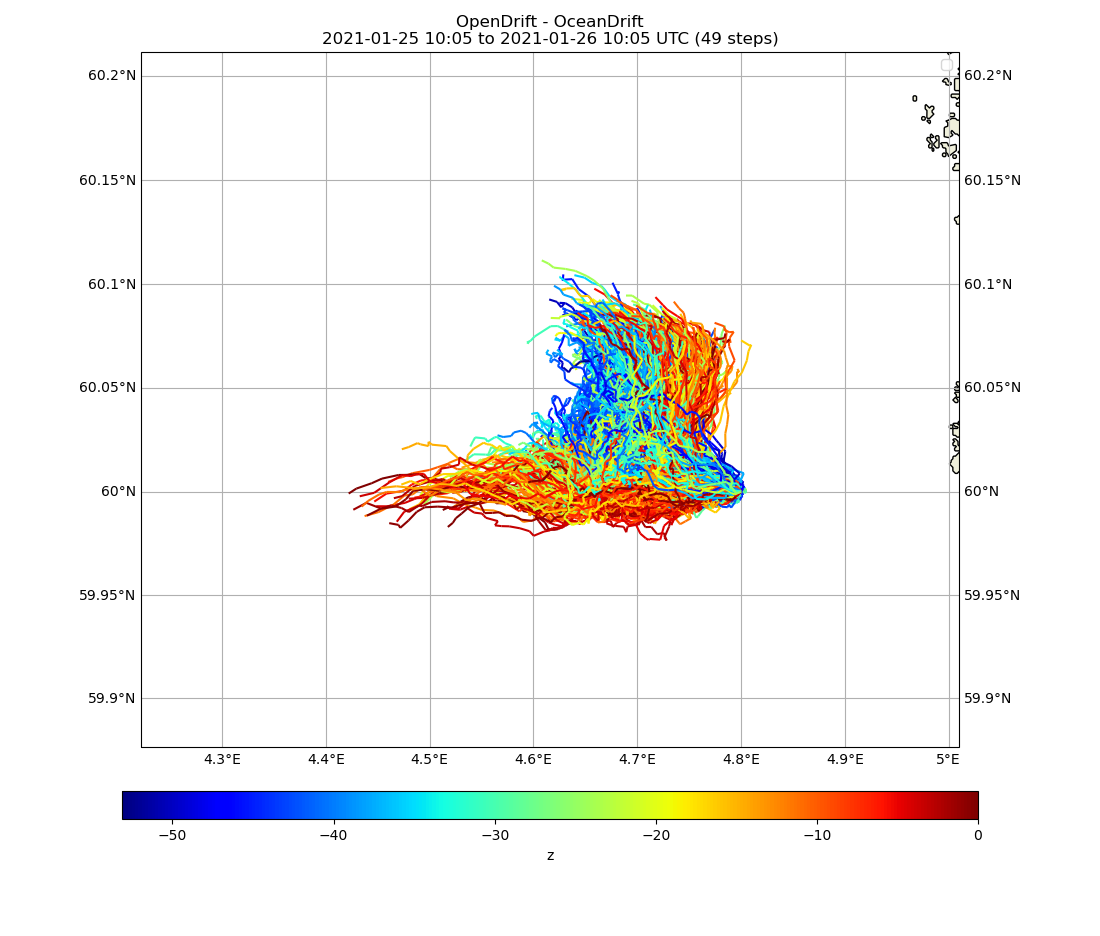 OpenDrift - OceanDrift
2021-01-25 10:05 to 2021-01-26 10:05 UTC (49 steps)
60.2°N 60.2°N
60.15°N 60.15°N
60.1°N 60.1°N
60.05°N 60.05°N
60°N 60°N
59.95°N 59.95°N
59.9°N 59.9°N
4.3°E 4.4°E 4.5°E 4.6°E 4.7°E 4.8°E 4.9°E 5°E
−50 −40 −30 −20 −10 0
z